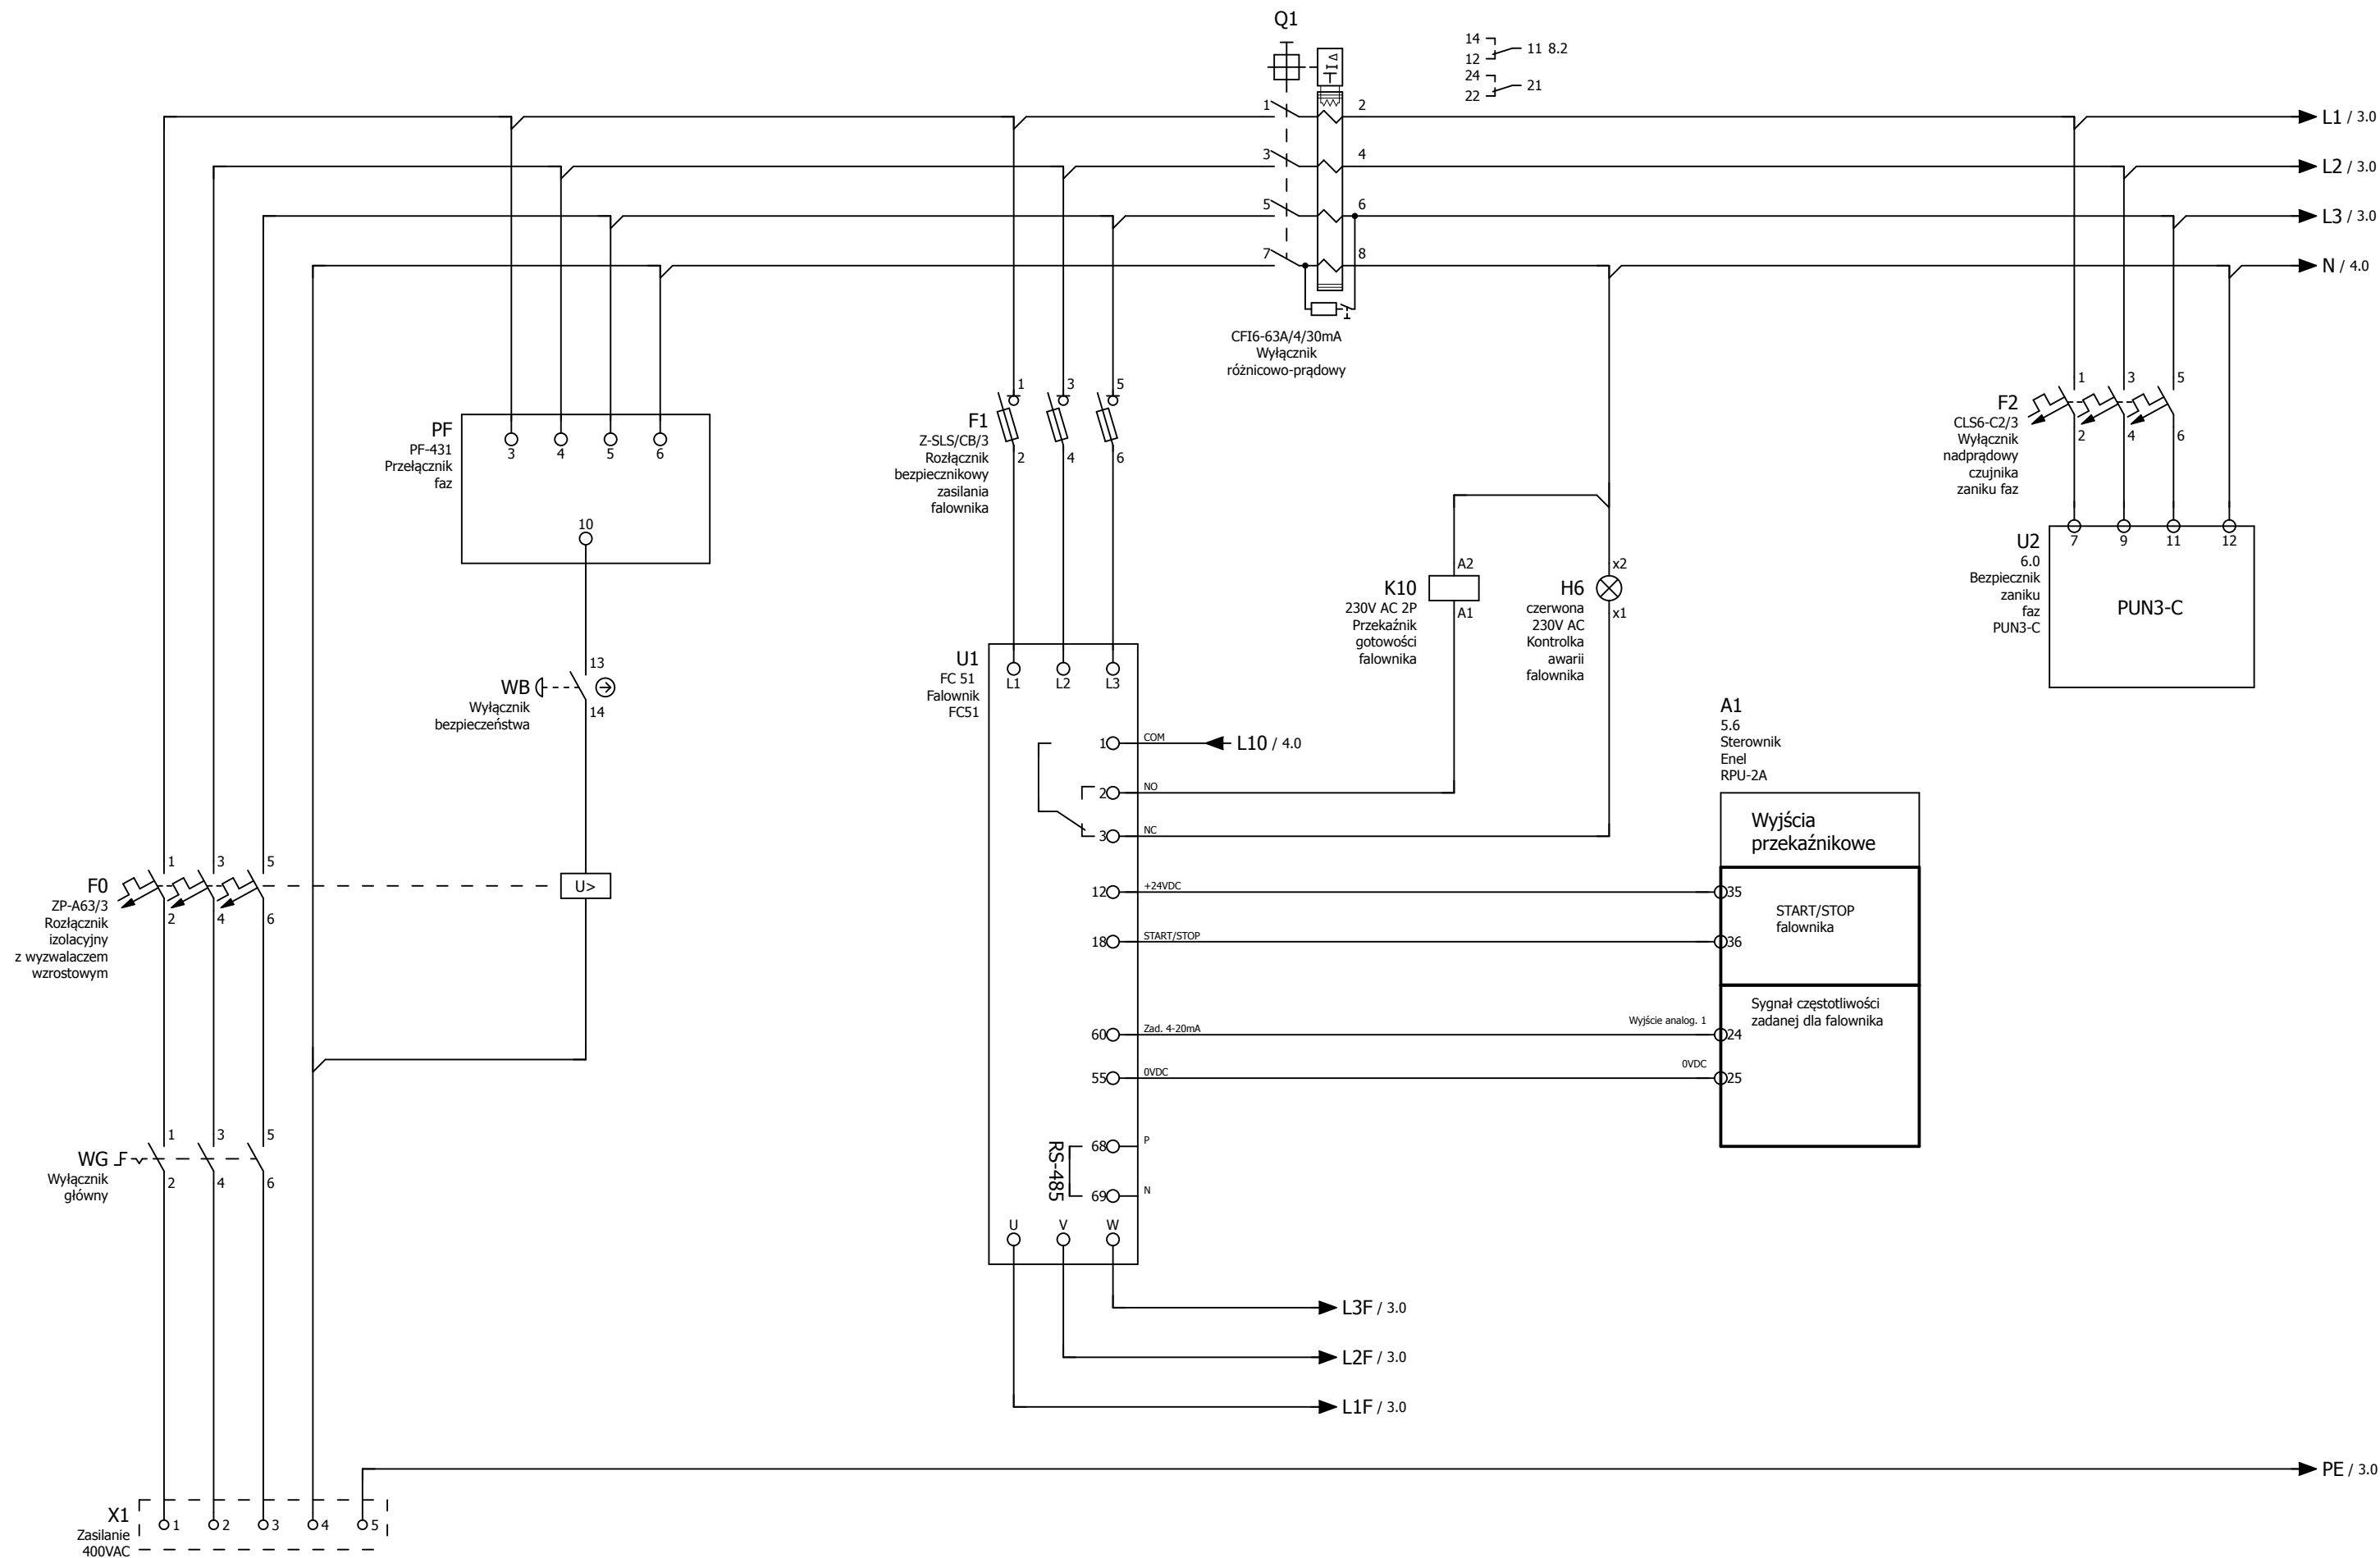 Q1
14
12
11 8.2
24
22
21
1
2
L1 / 3.0
3
4
L2 / 3.0
5
6
L3 / 3.0
7
8
N / 4.0
CFI6-63A/4/30mA
Wyłącznik
różnicowo-prądowy
PF
PF-431
Przełącznik
faz
3
4
5
6
10
F1
Z-SLS/CB/3
Rozłącznik
bezpiecznikowy
zasilania
falownika
1
3
5
2
4
6
F2
CLS6-C2/3
Wyłącznik
nadprądowy
czujnika
zaniku faz
1
3
5
2
4
6
U2
6.0
Bezpiecznik
zaniku
faz
PUN3-C
7
9
11
12
PUN3-C
K10
230V AC 2P
Przekaźnik
gotowości
falownika
A2
A1
H6
czerwona
230V AC
Kontrolka
awarii
falownika
x2
x1
WB
Wyłącznik
bezpieczeństwa
13
14
U1
FC 51
Falownik
FC51
L1
L2
L3
1
COM
L10 / 4.0
2
NO
3
NC
12
+24VDC
18
START/STOP
60
Zad. 4-20mA
55
0VDC
RS-485
68
P
69
N
U
V
W
A1
5.6
Sterownik
Enel
RPU-2A
Wyjścia
przekaźnikowe
35
START/STOP
falownika
36
Sygnał częstotliwości
zadanej dla falownika
Wyjście analog. 1
24
0VDC
25
F0
ZP-A63/3
Rozłącznik
izolacyjny
z wyzwalaczem
wzrostowym
1
3
5
2
4
6
U>
WG
Wyłącznik
główny
1
3
5
2
4
6
L3F / 3.0
L2F / 3.0
L1F / 3.0
PE / 3.0
X1
Zasilanie
400VAC
1
2
3
4
5